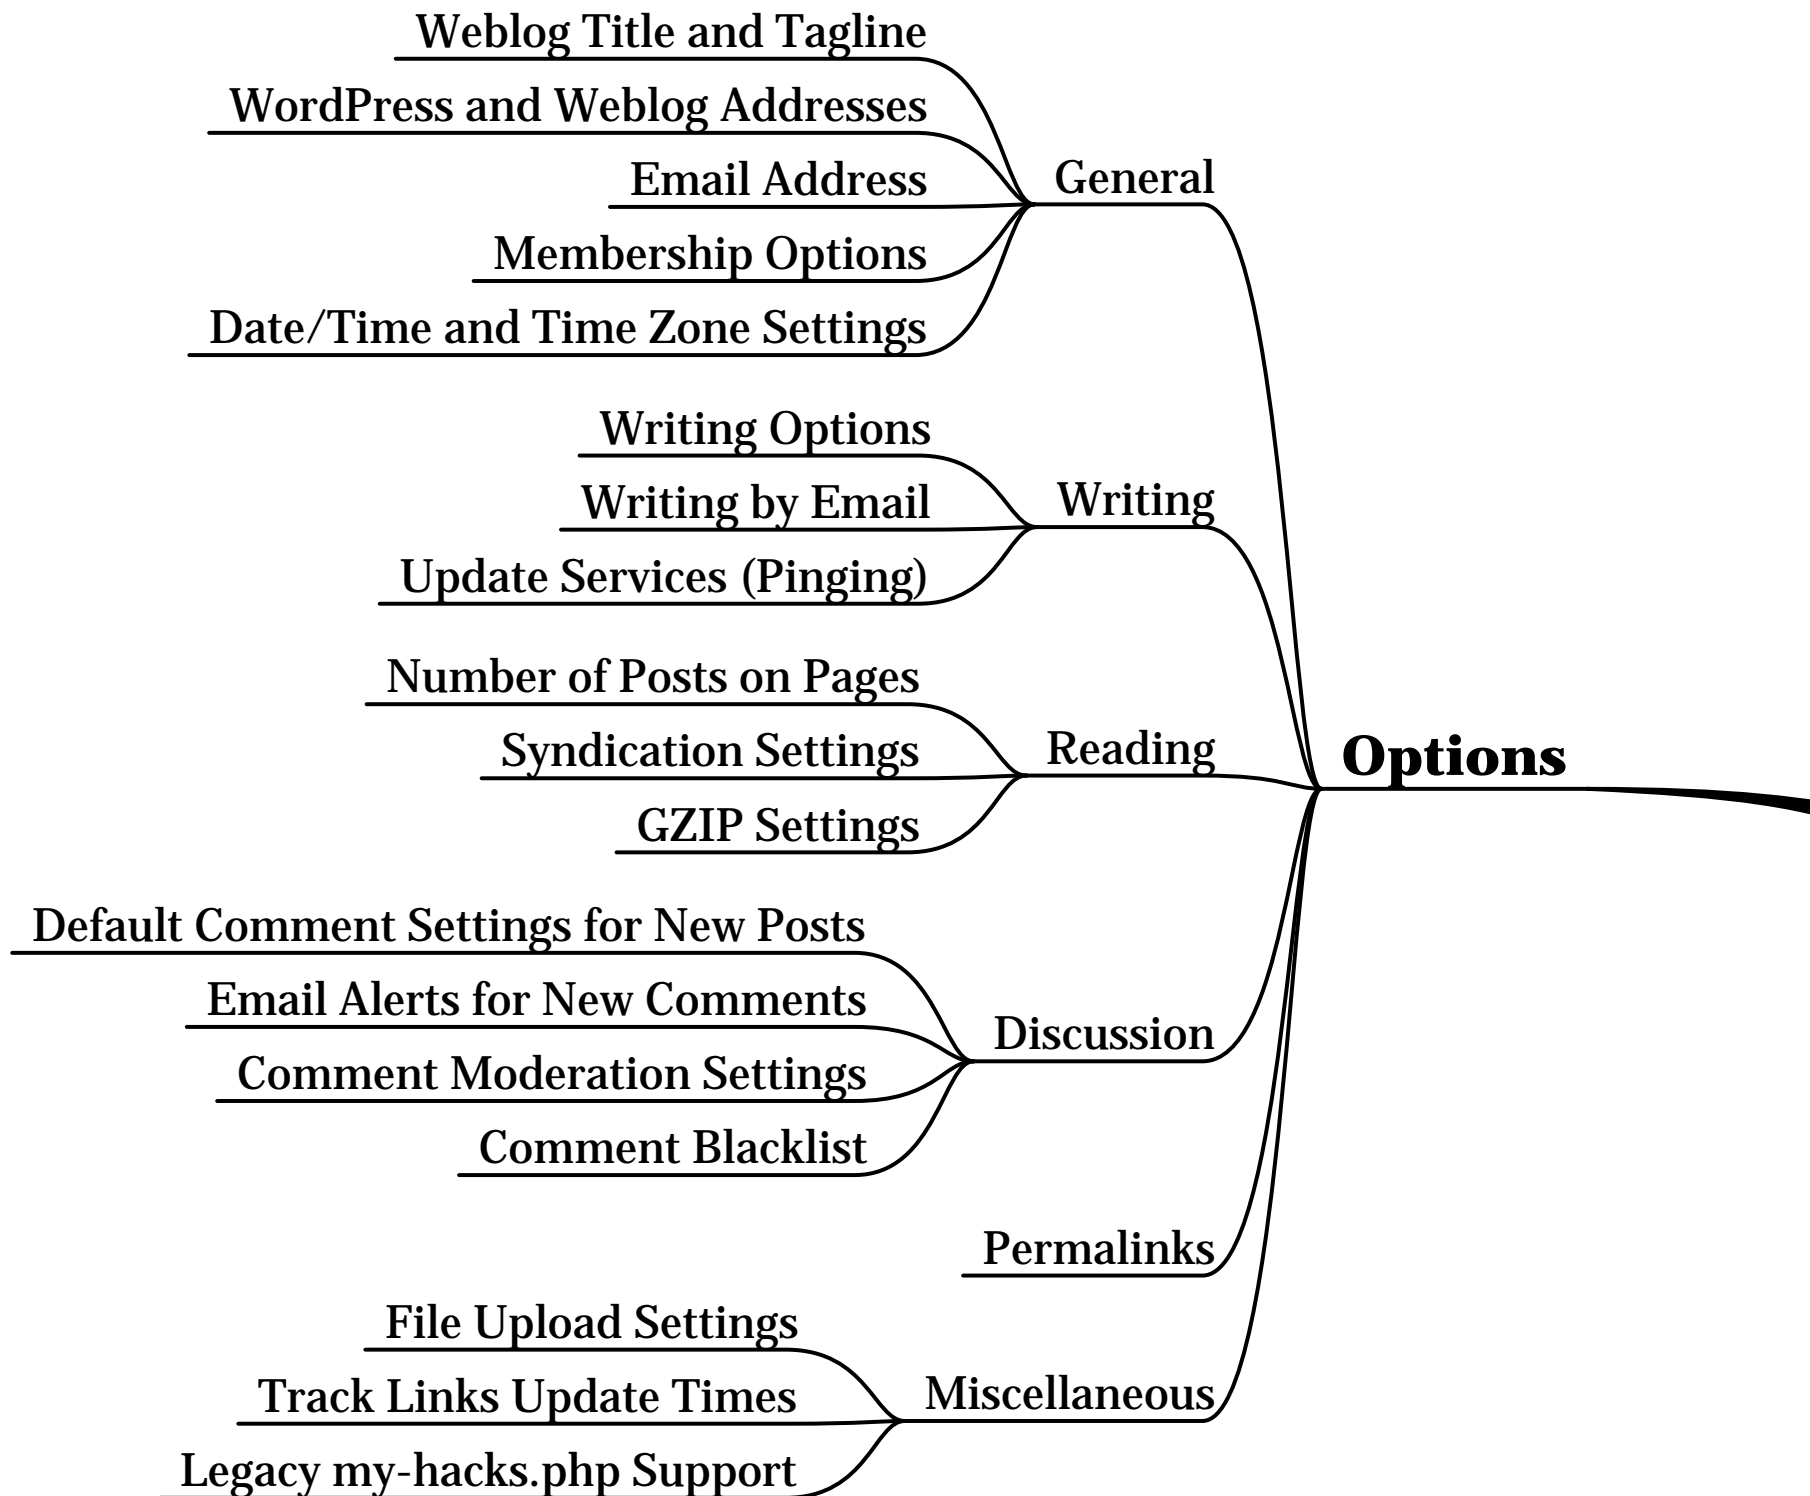 Weblog Title and Tagline
WordPress and Weblog Addresses
Email Address
General
Membership Options
Date/Time and Time Zone Settings
Writing Options
Writing by Email
Writing
Update Services (Pinging)
Number of Posts on Pages
Syndication Settings
Reading
Options
GZIP Settings
Default Comment Settings for New Posts
Email Alerts for New Comments
Discussion
Comment Moderation Settings
Comment Blacklist
Permalinks
File Upload Settings
Track Links Update Times
Miscellaneous
Legacy my-hacks.php Support